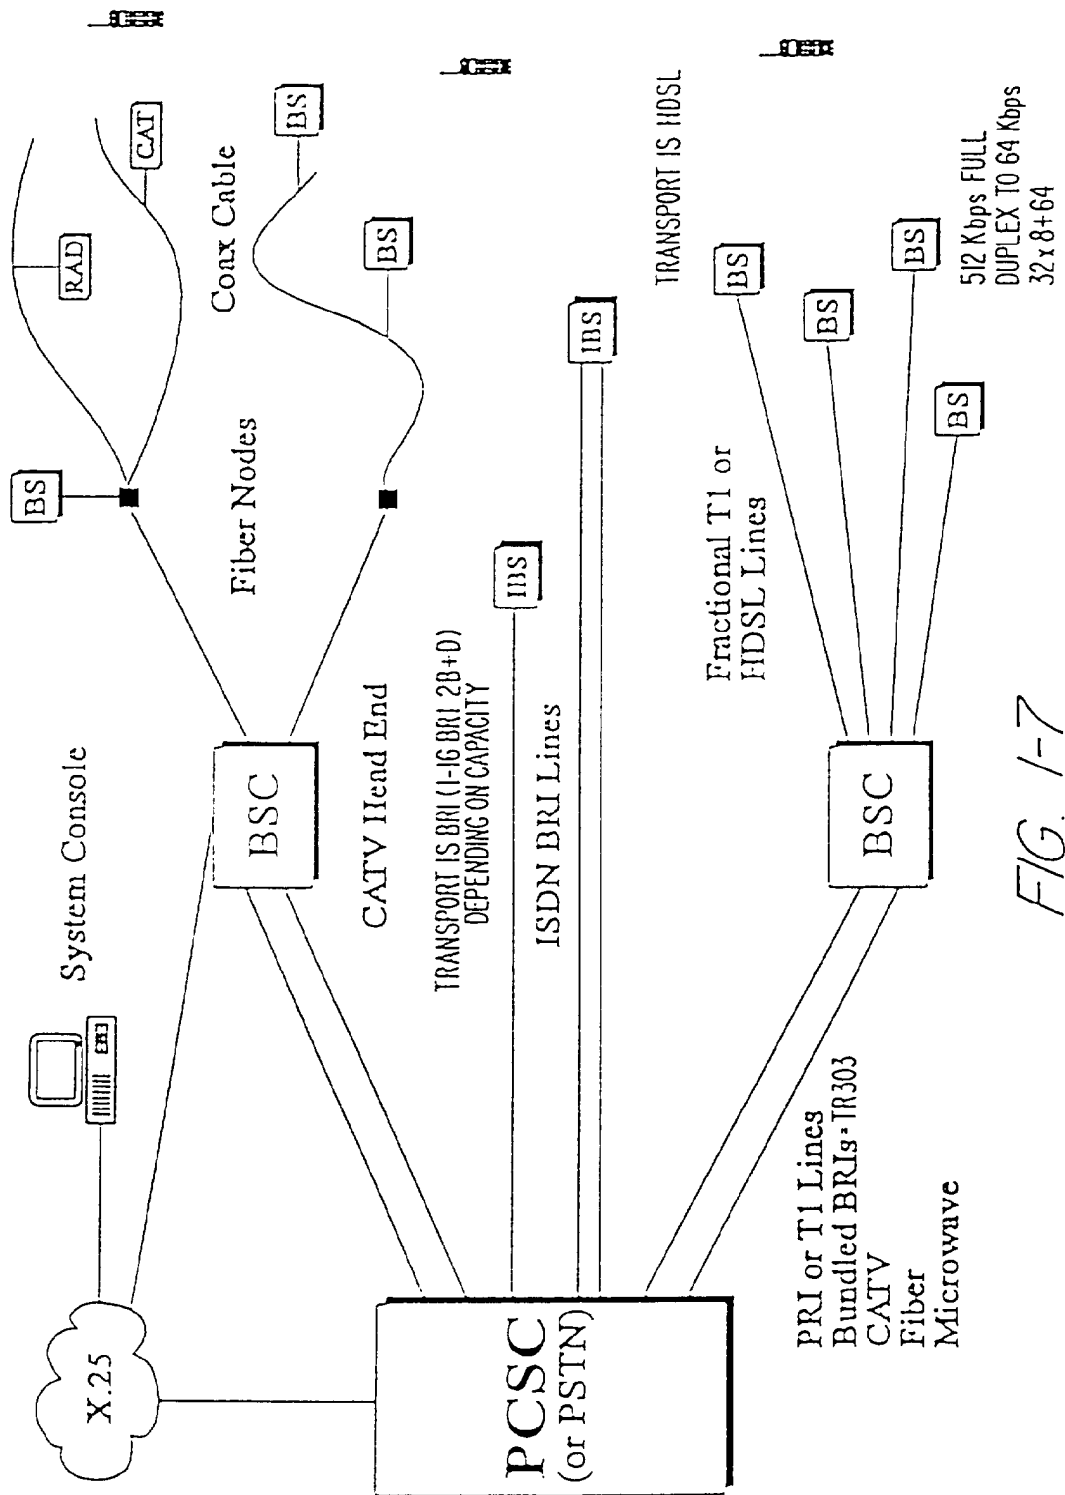 X.25
System Console
BS
RAD
CAT
Fiber Nodes
Coax Cable
BS
BS
BSC
CATV Head End
TRANSPORT IS BRI (1-16 BRI 2B+D)
DEPENDING ON CAPACITY
IBS
ISDN BRI Lines
IBS
PCSC
(or PSTN)
TRANSPORT IS HDSL
Fractional T1 or
HDSL Lines
BS
BS
BS
BS
BSC
PRI or T1 Lines
Bundled BRIs·TR303
CATV
Fiber
Microwave
512 Kbps FULL
DUPLEX TO 64 Kbps
32 x 8+64
FIG. 1-7